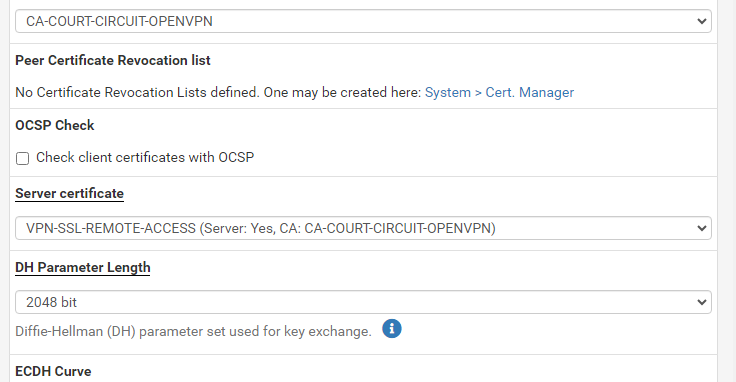 CA-COURT-CIRCUIT-OPENVPN
Peer Certificate Revocation list
No Certificate Revocation Lists defined. One may be created here: System > Cert. Manager
OCSP Check
Check client certificates with OCSP
Server certificate
VPN-SSL-REMOTE-ACCESS (Server: Yes, CA: CA-COURT-CIRCUIT-OPENVPN)
DH Parameter Length
2048 bit
Diffie-Hellman (DH) parameter set used for key exchange.
ECDH Curve